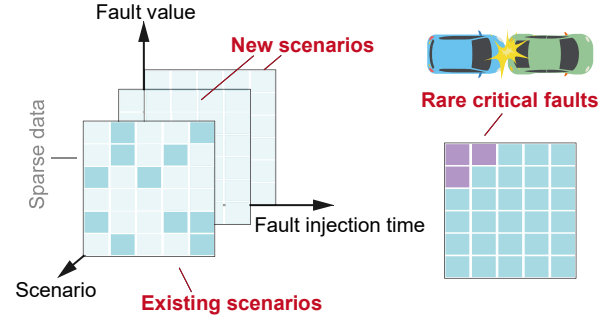 Fault value
New scenarios
Rare critical faults
Sparse data
Fault injection time
Scenario
Existing scenarios